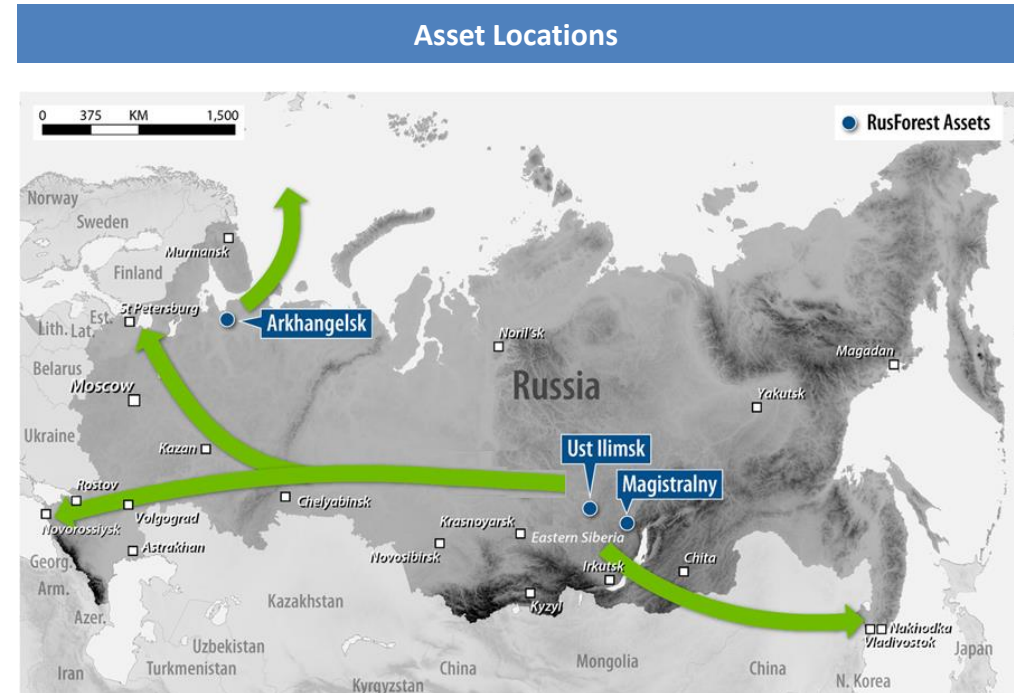 Asset Locations
0 375 KM 1,500
RusForest Assets
Norway
Sweden
Murmansk
Finland
St Petersburg
Est.
Lith. Lat.
Arkhangelsk
Noril'sk
Magadan
Belarus
Moscow
Russia
Yakutsk
Ukraine
Kazan
Ust Ilimsk
Magistralny
Rostov
Chelyabinsk
Volgograd
Novorossiysk
Krasnoyarsk
Eastern Siberia
Astrakhan
Novosibirsk
Georg.
Irkutsk
Chita
Arm.
Kazakhstan
Kyzyl
Azer.
Nakhodka
Vladivostok
Uzbekistan
Japan
Iran
Turkmenistan
China
Mongolia
China
Kyrgyzstan
N. Korea